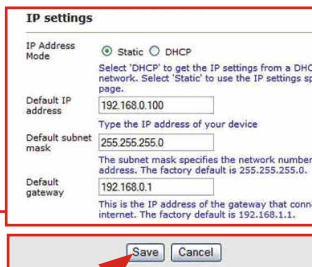 IP settings
IP Address
Mode
Static DHCP
Select 'DHCP' to get the IP settings from a DHC
network. Select 'Static' to use the IP settings sp
page.
Default IP
address
192.168.0.100
Type the IP address of your device
Default subnet
mask
255.255.255.0
The subnet mask specifies the network number
address. The factory default is 255.255.255.0.
Default
gateway
192.168.0.1
This is the IP address of the gateway that conn
internet. The factory default is 192.168.1.1.
Save Cancel